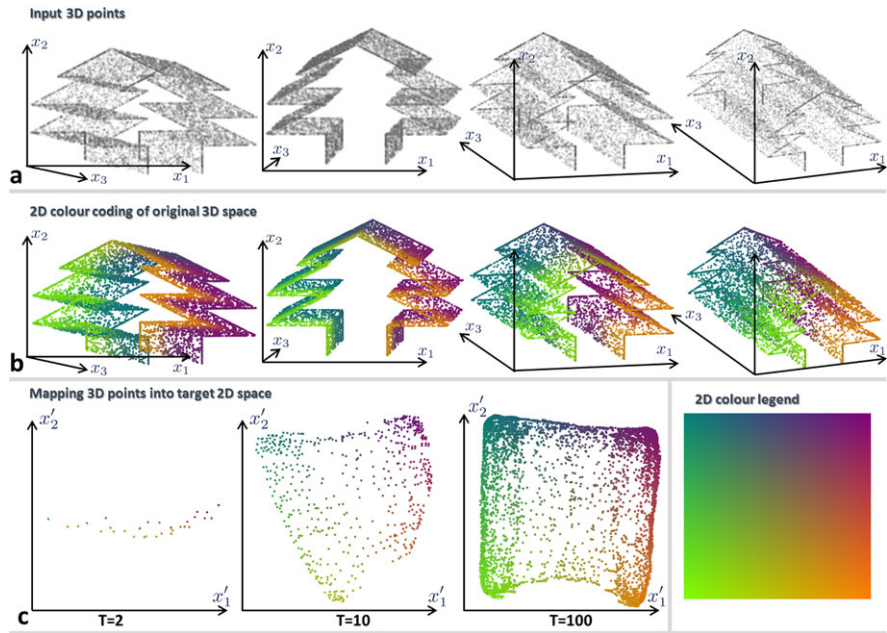 Input 3D points
x₂ x₂ x₂ x₂
x₃ x₃
x₃ x₁ x₃ x₁ x₁ x₁
a
2D colour coding of original 3D space
x₂ x₂ x₂ x₂
x₃ x₃
x₃ x₁ x₃ x₁ x₁ x₁
b
Mapping 3D points into target 2D space
2D colour legend
x′₂ x′₂ x′₂
x′₁ x′₁ x′₁
c
T=2 T=10 T=100